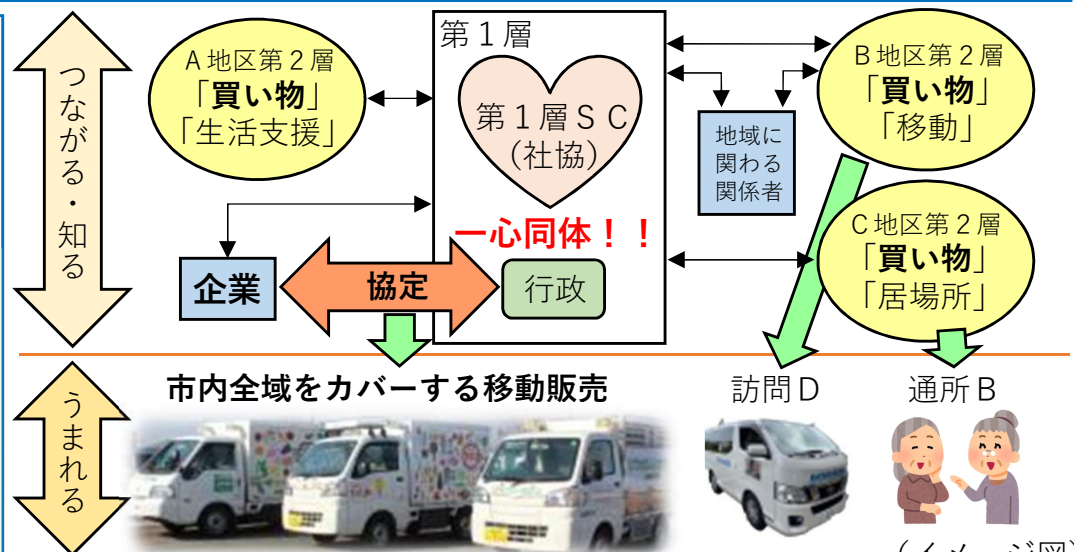 つながる・知る
A地区第２層
「買い物」
「生活支援」
第１層
第１層ＳＣ
(社協)
一心同体！！
行政
企業
協定
地域に
関わる
関係者
B地区第２層
「買い物」
「移動」
C地区第２層
「買い物」
「居場所」
うまれる
市内全域をカバーする移動販売
訪問D
通所B
(イメージ図)